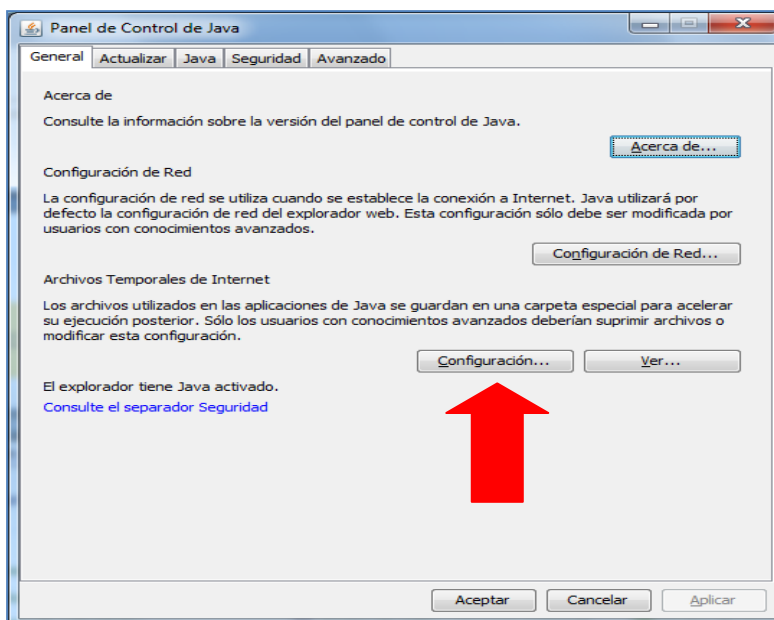 Panel de Control de Java
General Actualizar Java Seguridad Avanzado
Acerca de
Consulte la información sobre la versión del panel de control de Java.
Acerca de...
Configuración de Red
La configuración de red se utiliza cuando se establece la conexión a Internet. Java utilizará por
defecto la configuración de red del explorador web. Esta configuración sólo debe ser modificada por
usuarios con conocimientos avanzados.
Configuración de Red...
Archivos Temporales de Internet
Los archivos utilizados en las aplicaciones de Java se guardan en una carpeta especial para acelerar
su ejecución posterior. Sólo los usuarios con conocimientos avanzados deberían suprimir archivos o
modificar esta configuración.
Configuración... Ver...
El explorador tiene Java activado.
Consulte el separador Seguridad
Aceptar Cancelar Aplicar